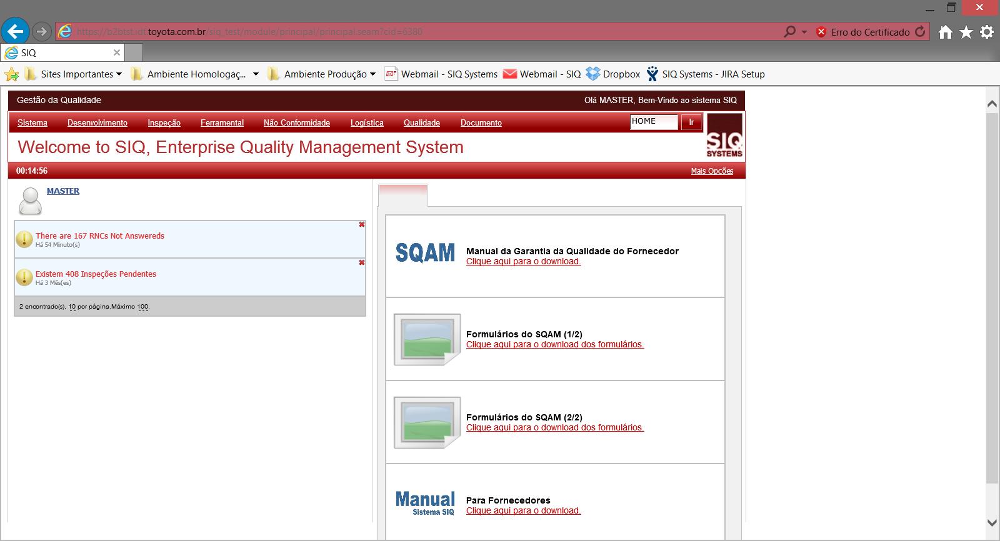 https://b2btst.idt.toyota.com.br/siq_test/module/principal/principal.seam?cid=6380
Erro do Certificado
SIQ
Sites Importantes
Ambiente Homologaç...
Ambiente Produção
Webmail - SIQ Systems
Webmail - SIQ
Dropbox
SIQ Systems - JIRA Setup
Gestão da Qualidade
Olá MASTER, Bem-Vindo ao sistema SIQ
Sistema
Desenvolvimento
Inspeção
Ferramental
Não Conformidade
Logística
Qualidade
Documento
HOME
Ir
SIQ
SYSTEMS
Welcome to SIQ, Enterprise Quality Management System
00:14:56
Mais Opções
MASTER
There are 167 RNCs Not Answereds
Há 54 Minuto(s)
Existem 408 Inspeções Pendentes
Há 3 Mês(es)
2 encontrado(s), 10 por página.Máximo 100.
SQAM
Manual da Garantia da Qualidade do Fornecedor
Clique aqui para o download.
Formulários do SQAM (1/2)
Clique aqui para o download dos formulários.
Formulários do SQAM (2/2)
Clique aqui para o download dos formulários.
Manual
Sistema SIQ
Para Fornecedores
Clique aqui para o download.